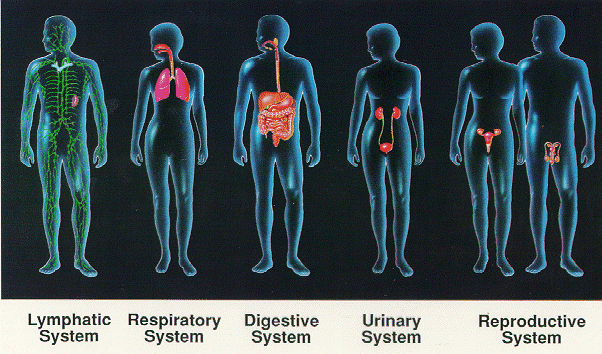 Lymphatic System
Respiratory System
Digestive System
Urinary System
Reproductive System